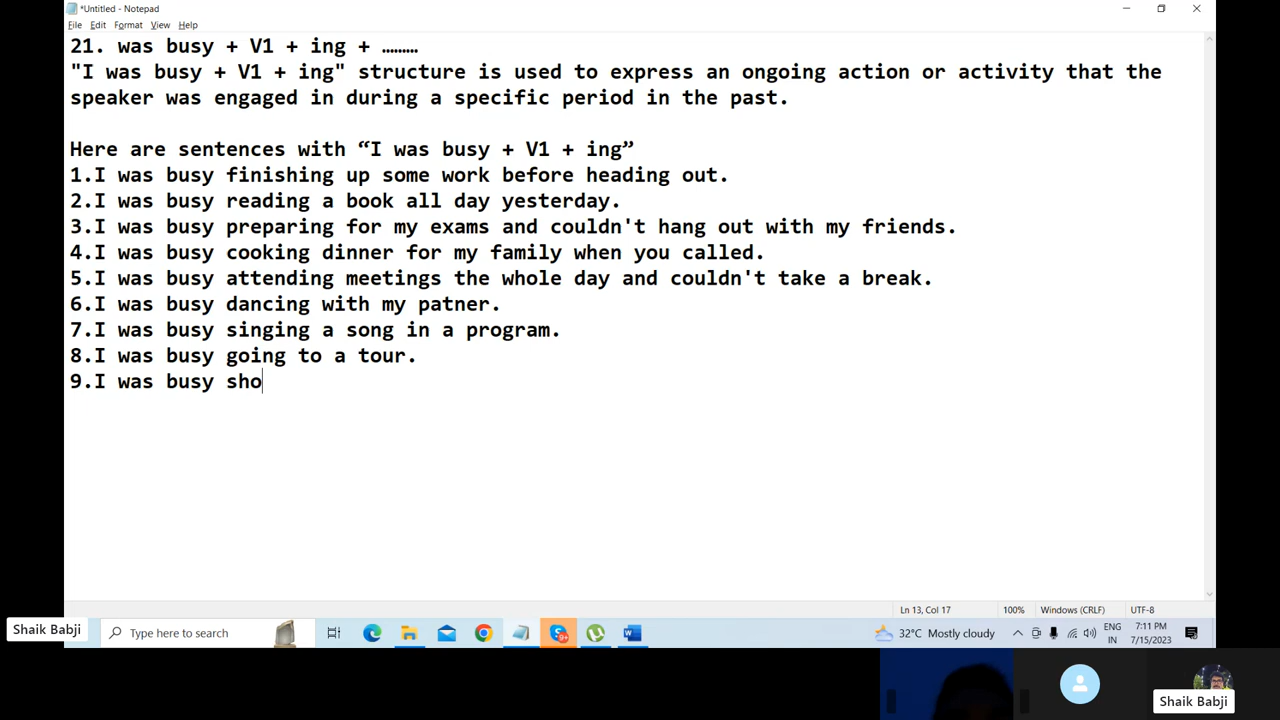 *Untitled - Notepad
File Edit Format View Help
21. was busy + V1 + ing + ………
"I was busy + V1 + ing" structure is used to express an ongoing action or activity that the
speaker was engaged in during a specific period in the past.
Here are sentences with “I was busy + V1 + ing”
1.I was busy finishing up some work before heading out.
2.I was busy reading a book all day yesterday.
3.I was busy preparing for my exams and couldn't hang out with my friends.
4.I was busy cooking dinner for my family when you called.
5.I was busy attending meetings the whole day and couldn't take a break.
6.I was busy dancing with my patner.
7.I was busy singing a song in a program.
8.I was busy going to a tour.
9.I was busy sho
Ln 13, Col 17 100% Windows (CRLF) UTF-8
Shaik Babji
Type here to search
9+
32°C Mostly cloudy
ENG
IN
7:11 PM
7/15/2023
Shaik Babji